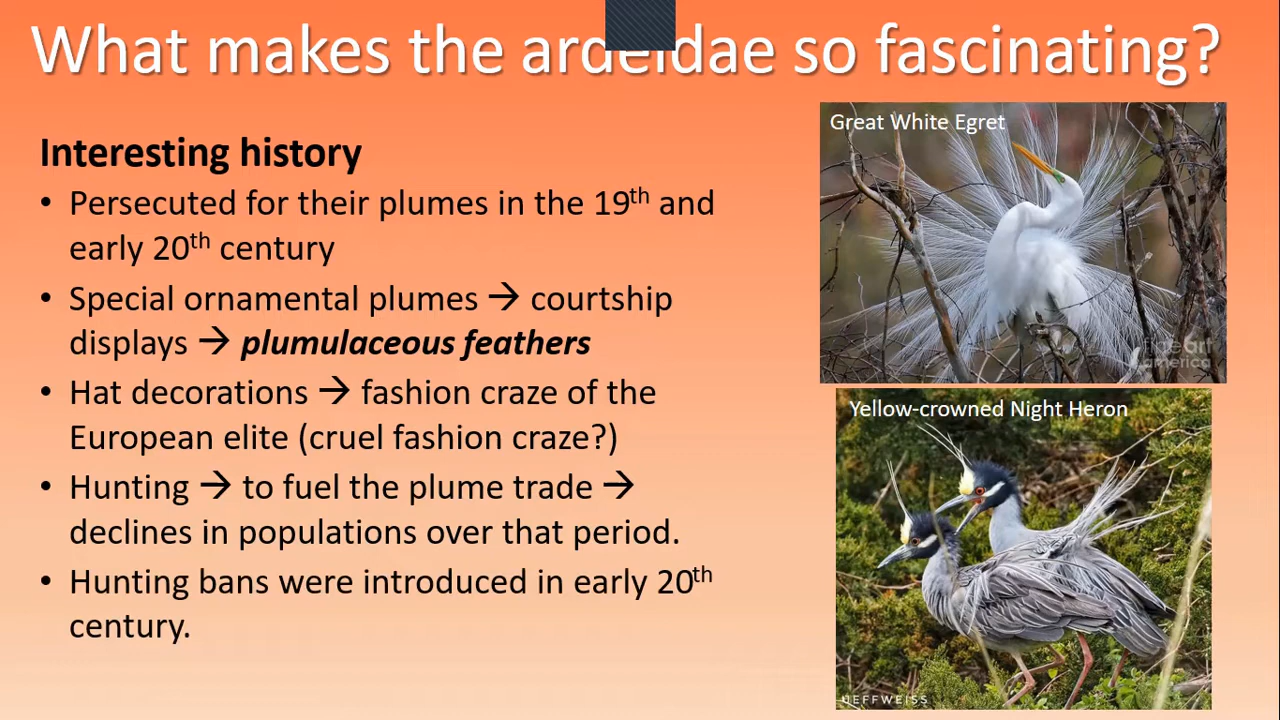 What makes the ardeidae so fascinating?
Interesting history
• Persecuted for their plumes in the 19th and
early 20th century
• Special ornamental plumes → courtship
displays → plumulaceous feathers
• Hat decorations → fashion craze of the
European elite (cruel fashion craze?)
• Hunting → to fuel the plume trade →
declines in populations over that period.
• Hunting bans were introduced in early 20th
century.
Great White Egret
fineart
america
Yellow-crowned Night Heron
JEFFWEISS